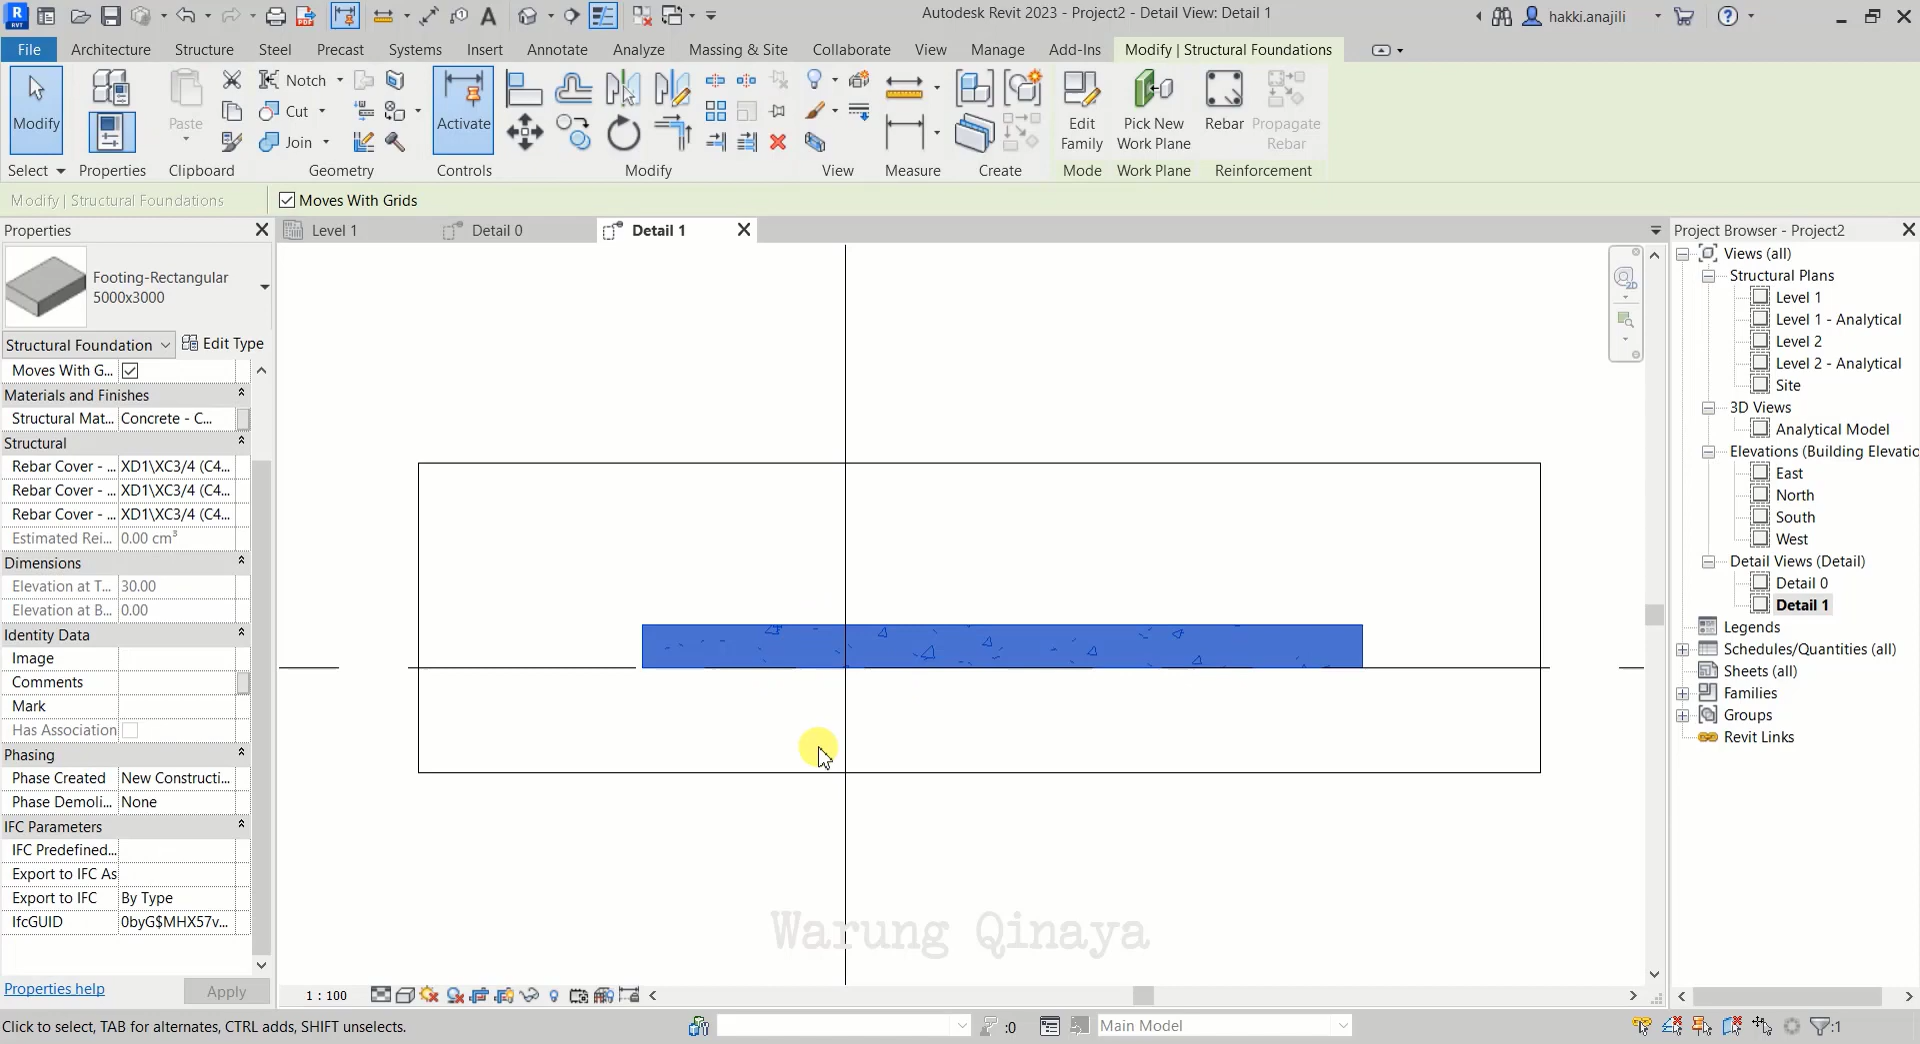 Autodesk Revit 2023 - Project2 - Detail View: Detail 1
hakki.anajili
File
Architecture
Structure
Steel
Precast
Systems
Insert
Annotate
Analyze
Massing & Site
Collaborate
View
Manage
Add-Ins
Modify | Structural Foundations
Modify
Paste
Notch
Cut
Join
Activate
Edit Family
Pick New Work Plane
Rebar
Propagate Rebar
Select
Properties
Clipboard
Geometry
Controls
Modify
View
Measure
Create
Mode
Work Plane
Reinforcement
Modify | Structural Foundations
Moves With Grids
Properties
Level 1
Detail 0
Detail 1
Project Browser - Project2
Footing-Rectangular
5000x3000
Structural Foundation
Edit Type
Moves With G...
Materials and Finishes
Structural Mat... Concrete - C...
Structural
Rebar Cover - ... XD1\XC3/4 (C4...
Rebar Cover - ... XD1\XC3/4 (C4...
Rebar Cover - ... XD1\XC3/4 (C4...
Estimated Rei... 0.00 cm³
Dimensions
Elevation at T... 30.00
Elevation at B... 0.00
Identity Data
Image
Comments
Mark
Has Association
Phasing
Phase Created New Constructi...
Phase Demoli... None
IFC Parameters
IFC Predefined...
Export to IFC As
Export to IFC By Type
IfcGUID 0byG$MHX57v...
Properties help
Apply
Views (all)
Structural Plans
Level 1
Level 1 - Analytical
Level 2
Level 2 - Analytical
Site
3D Views
Analytical Model
Elevations (Building Elevatio
East
North
South
West
Detail Views (Detail)
Detail 0
Detail 1
Legends
Schedules/Quantities (all)
Sheets (all)
Families
Groups
Revit Links
Warung Qinaya
1 : 100
Click to select, TAB for alternates, CTRL adds, SHIFT unselects.
:0
Main Model
:1